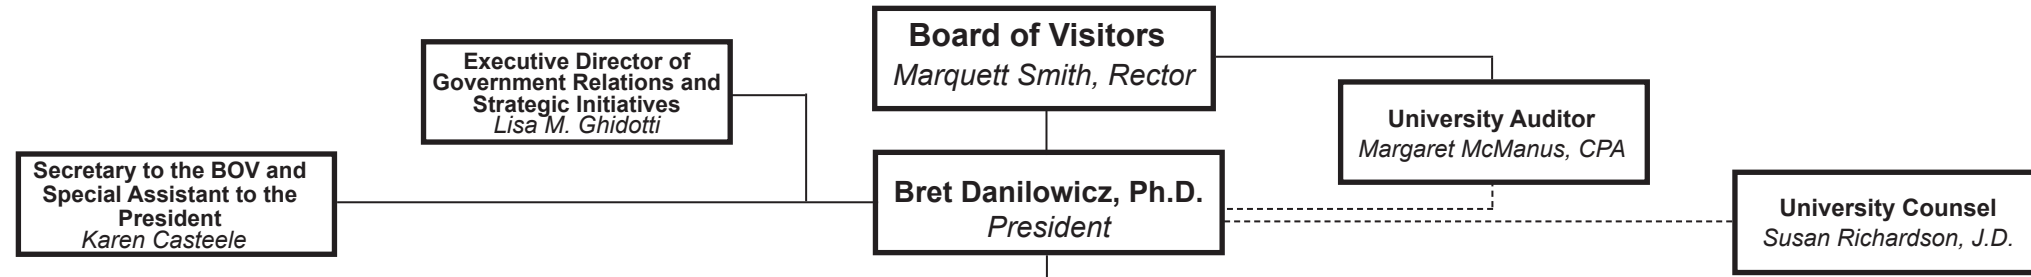 Board of Visitors
Marquett Smith, Rector
Executive Director of
Government Relations and
Strategic Initiatives
Lisa M. Ghidotti
University Auditor
Margaret McManus, CPA
Secretary to the BOV and
Special Assistant to the
President
Karen Casteele
Bret Danilowicz, Ph.D.
President
University Counsel
Susan Richardson, J.D.